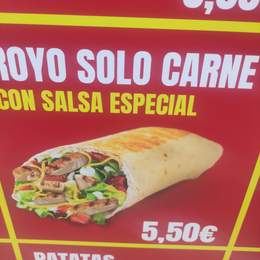 ROYO SOLO CARNE
CON SALSA ESPECIAL
5,50€
PATATAS